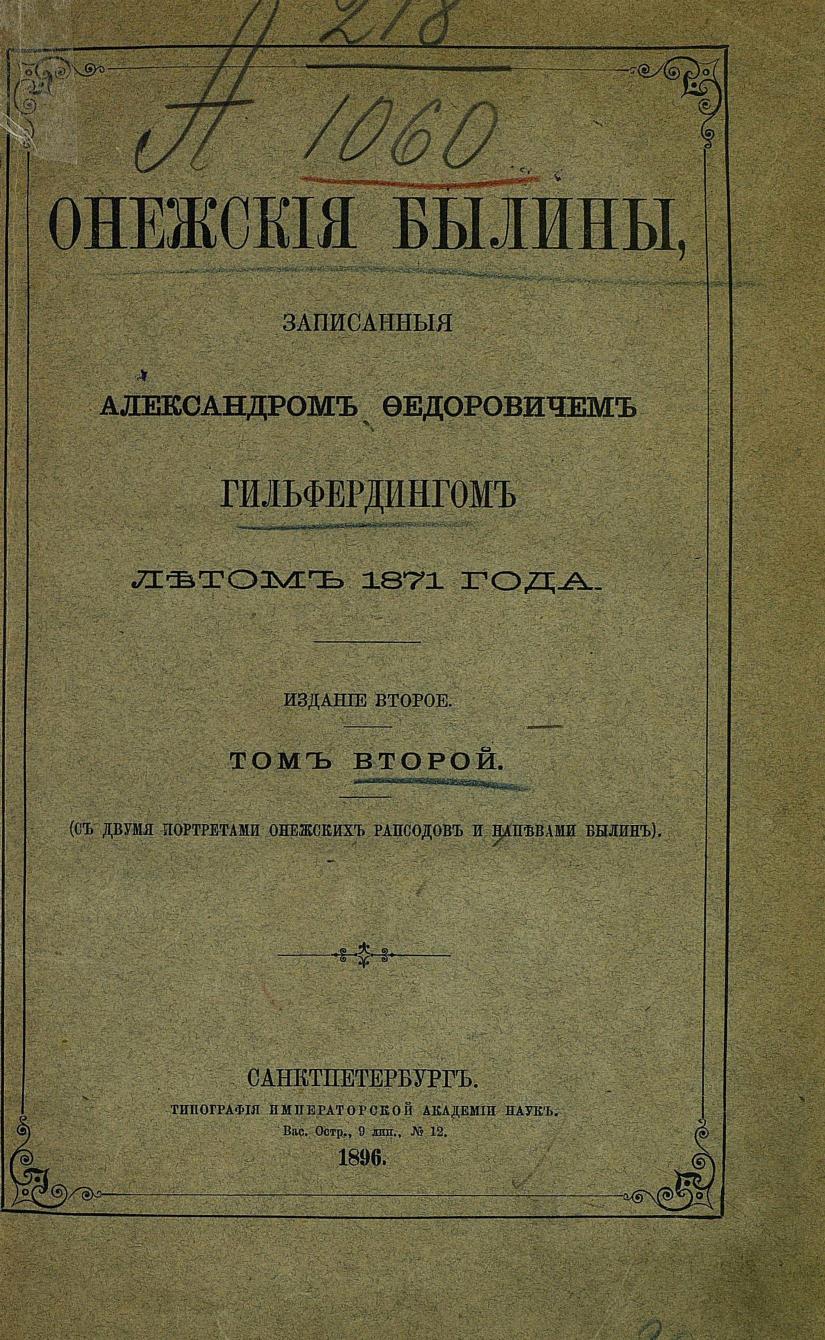 218
А 1060
ОНЕЖСКІЯ БЫЛИНЫ,
ЗАПИСАННЫЯ
АЛЕКСАНДРОМЪ ѲЕДОРОВИЧЕМЪ
ГИЛЬФЕРДИНГОМЪ
ЛѢТОМЪ 1871 ГОДА.
ИЗДАНІЕ ВТОРОЕ.
ТОМЪ ВТОРОЙ.
(СЪ ДВУМЯ ПОРТРЕТАМИ ОНЕЖСКИХЪ РАПСОДОВЪ И НАПѢВАМИ БЫЛИНЪ).
САНКТПЕТЕРБУРГЪ.
ТИПОГРАФІЯ ИМПЕРАТОРСКОЙ АКАДЕМІИ НАУКЪ.
Вас. Остр., 9 лин., № 12.
1896.